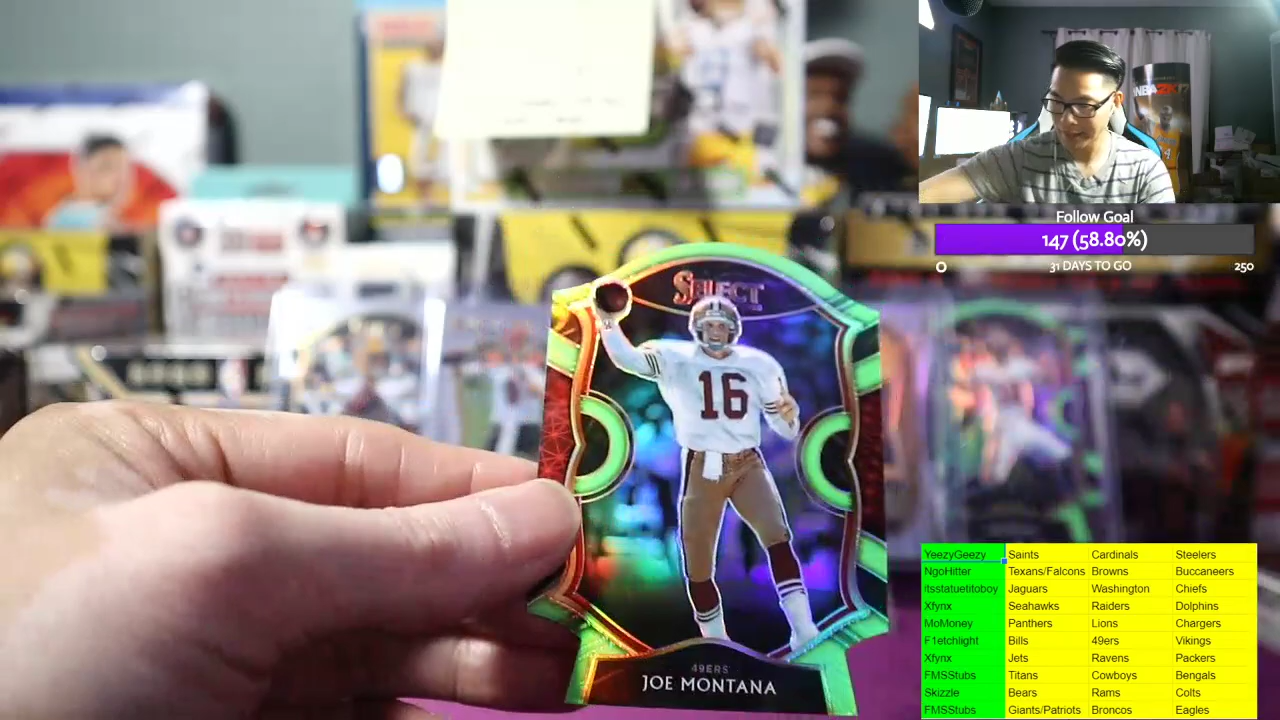 NBA2K17
Follow Goal
147 (58.80%)
0 31 DAYS TO GO 250
SELECT
16
49ERS
JOE MONTANA
YeezyGeezy Saints Cardinals Steelers
NgoHitter Texans/Falcons Browns Buccaneers
itsstatuetitoboy Jaguars Washington Chiefs
Xfynx Seahawks Raiders Dolphins
MoMoney Panthers Lions Chargers
F1etchlight Bills 49ers Vikings
Xfynx Jets Ravens Packers
FMSStubs Titans Cowboys Bengals
Skizzle Bears Rams Colts
FMSStubs Giants/Patriots Broncos Eagles